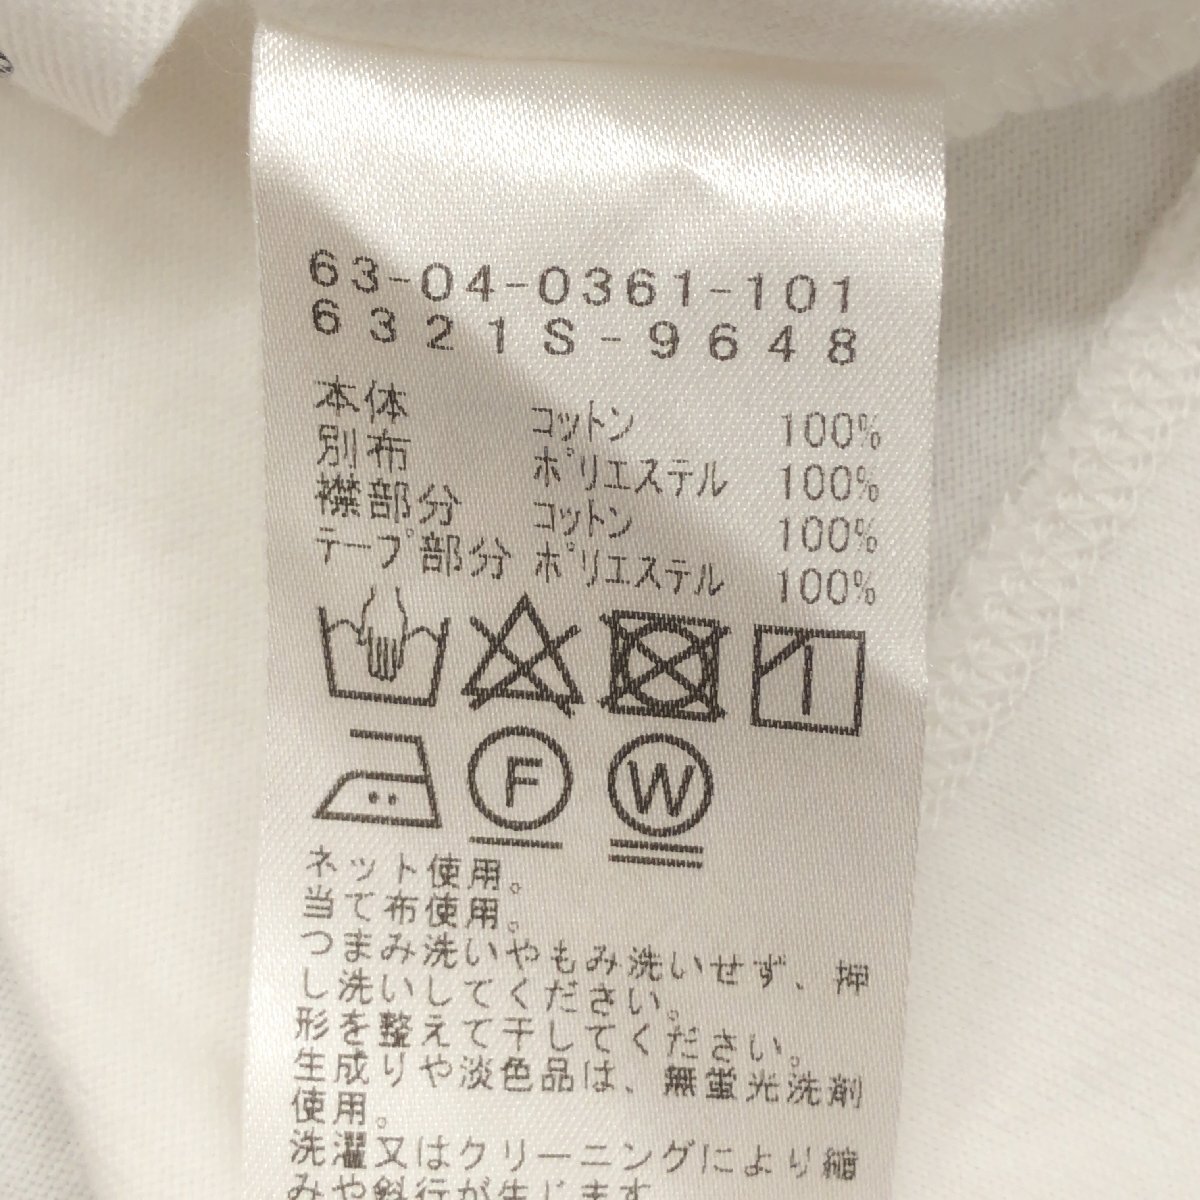 63-04-0361-101
6321S-9648
本体 コットン 100%
別布 ポリエステル 100%
襟部分 コットン 100%
テープ部分 ポリエステル 100%
F W
ネット使用。
当て布使用。
つまみ洗いやもみ洗いせず、押
し洗いしてください。
形を整えて干してください。
生成りや淡色品は、無蛍光洗剤
使用。
洗濯又はクリーニングにより縮
みや斜行が生じます